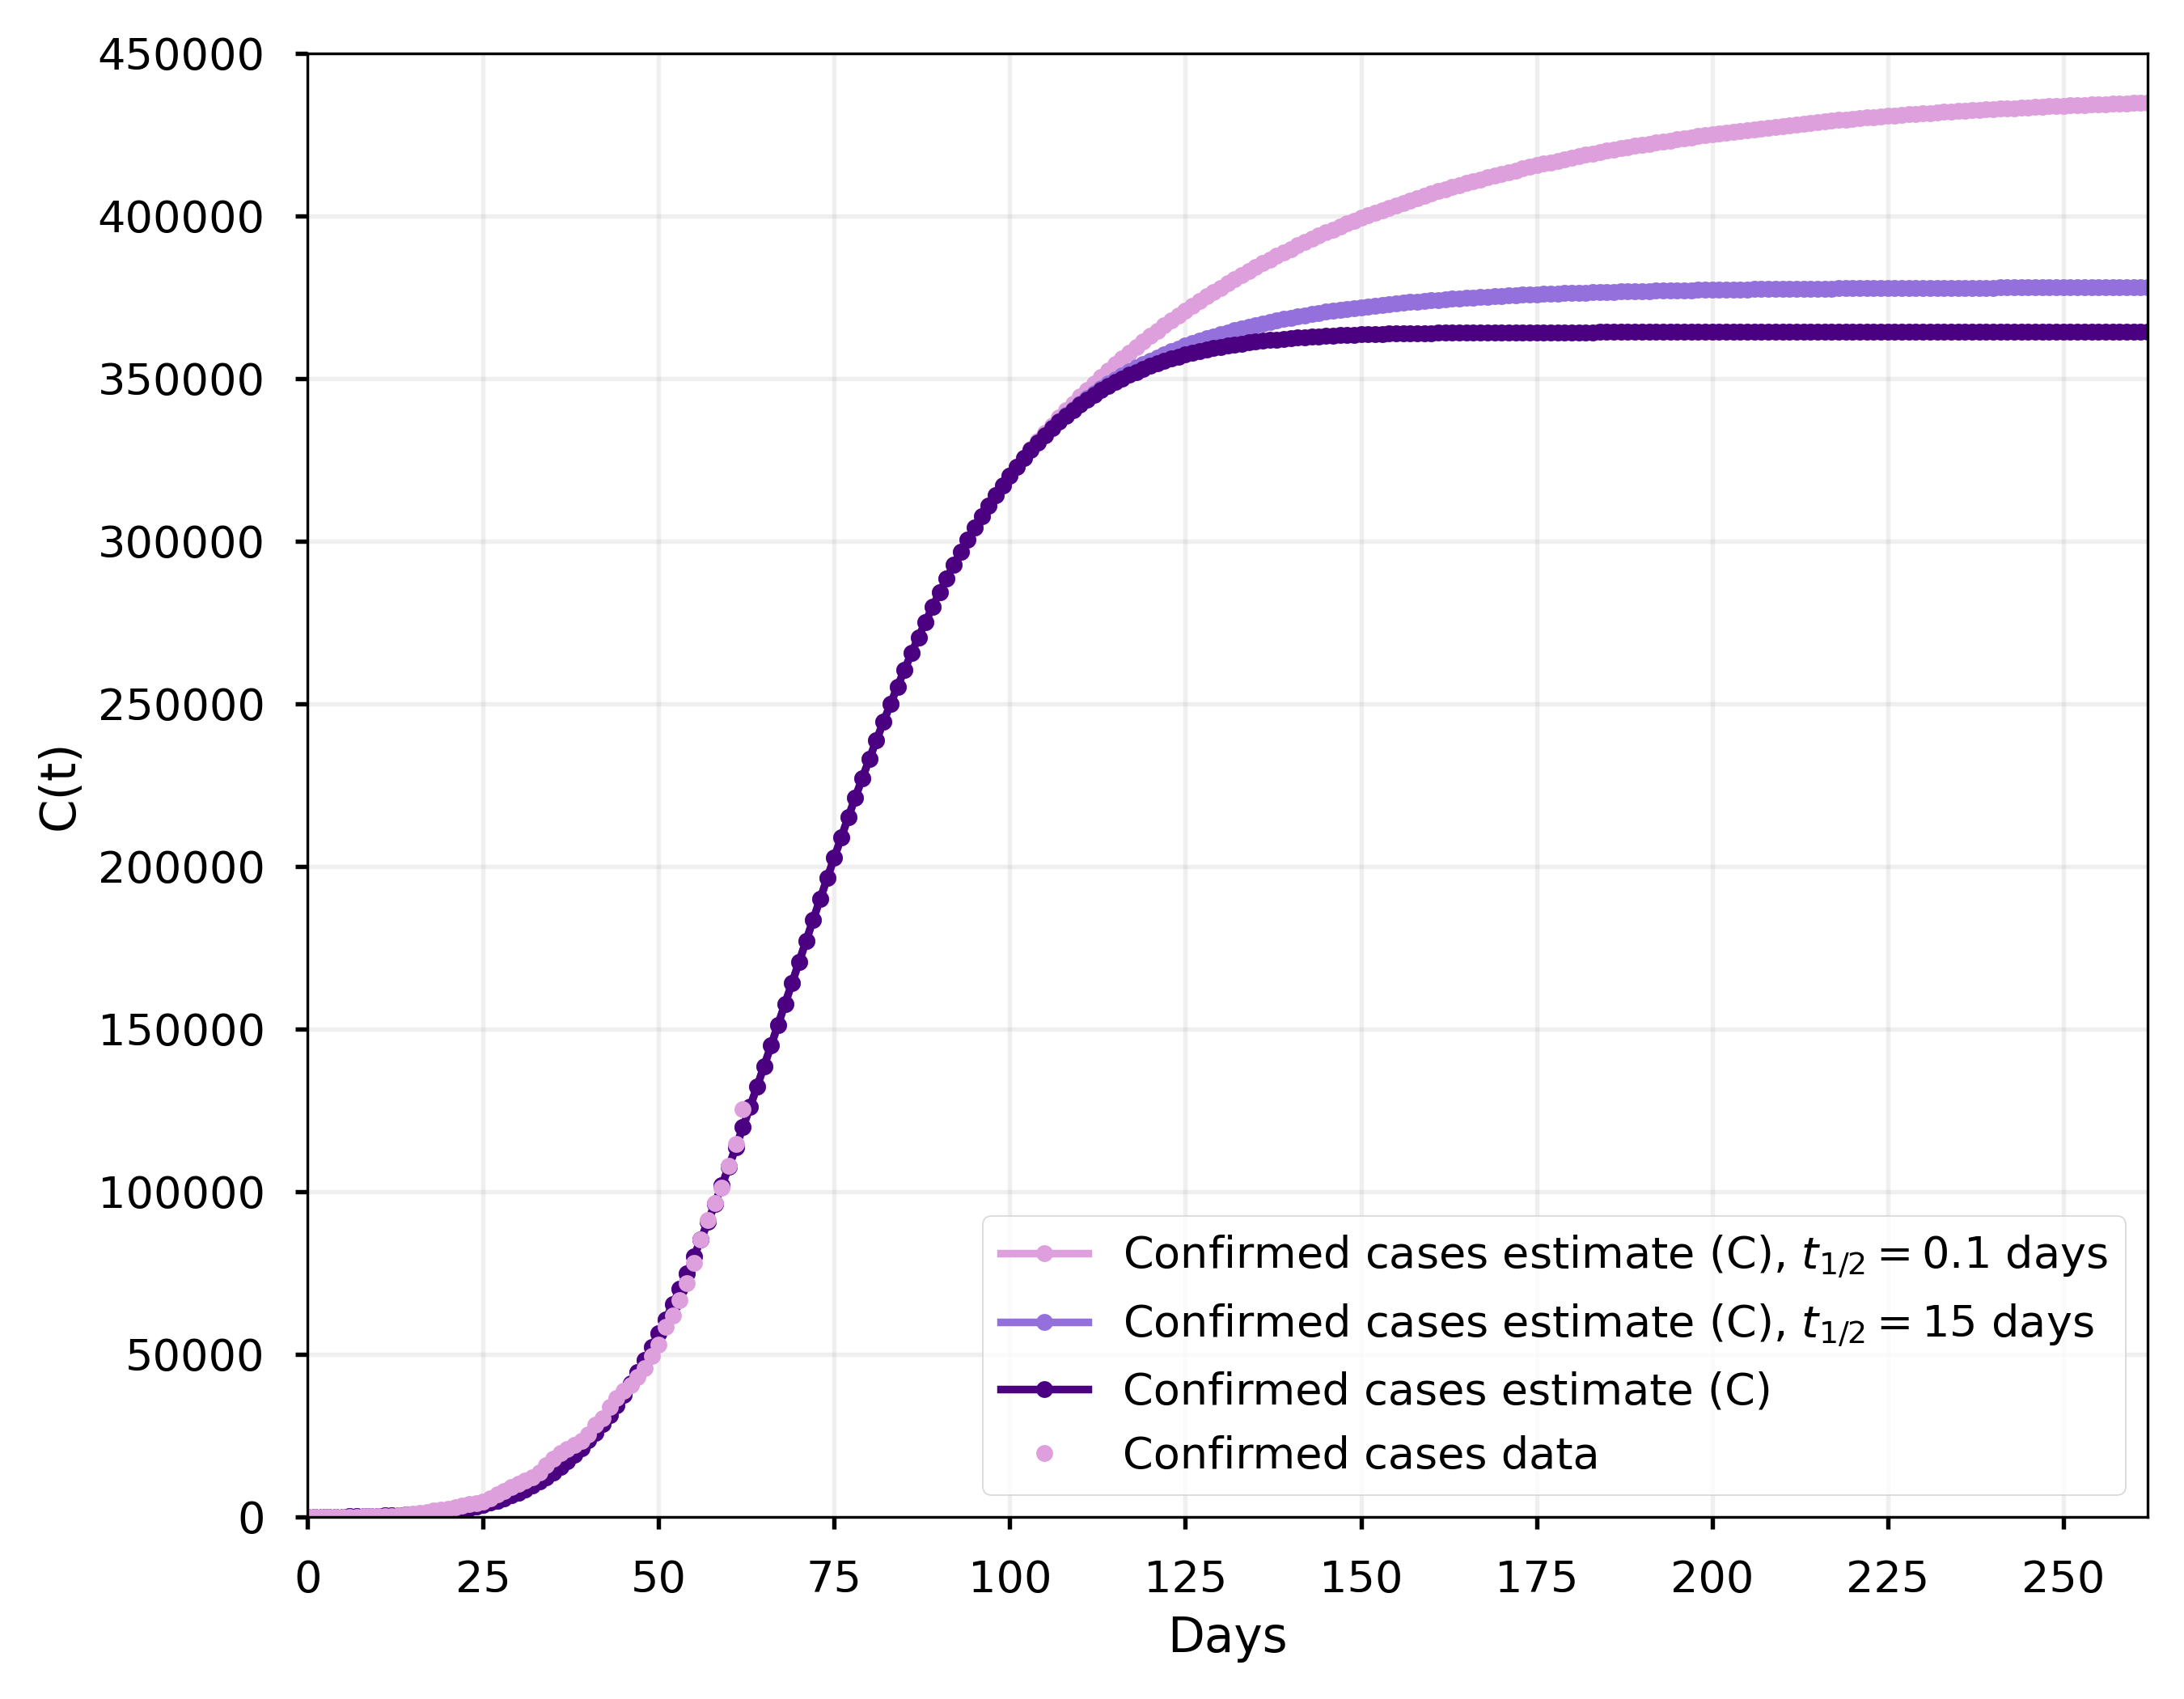 450000
400000
350000
300000
250000
200000
150000
100000
50000
0
C(t)
Confirmed cases estimate (C), t1/2 = 0.1 days
Confirmed cases estimate (C), t1/2 = 15 days
Confirmed cases estimate (C)
Confirmed cases data
0 25 50 75 100 125 150 175 200 225 250
Days